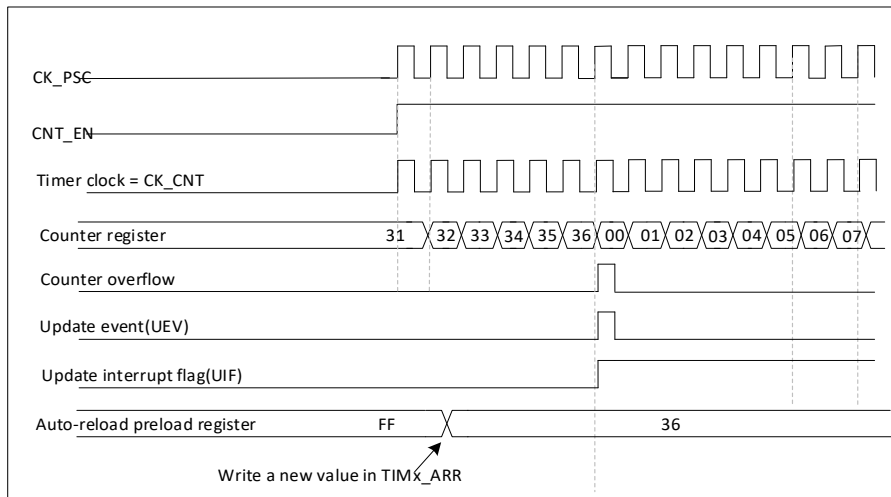 CK_PSC
CNT_EN
Timer clock = CK_CNT
Counter register 31 32 33 34 35 36 00 01 02 03 04 05 06 07
Counter overflow
Update event(UEV)
Update interrupt flag(UIF)
Auto-reload preload register FF 36
Write a new value in TIMx_ARR